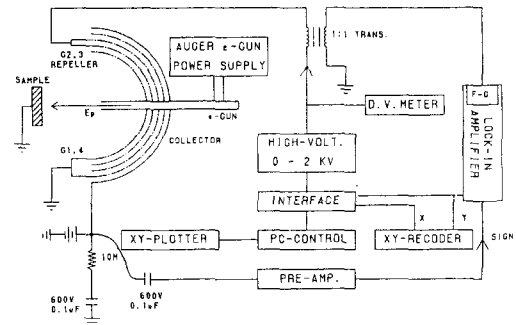 G2.3
REPELLER
SAMPLE
AUGER e-GUN
POWER SUPPLY
1:1 TRANS.
F-G
LOCK-IN
AMPLIFIER
D.V.METER
Ep
e-GUN
COLLECTOR
G1,4
HIGH-VOLT.
0 - 2 KV
INTERFACE
X
Y
SIGN
XY-PLOTTER
PC-CONTROL
XY-RECODER
10M
600V
0.1uF
600V
0.1uF
PRE-AMP.